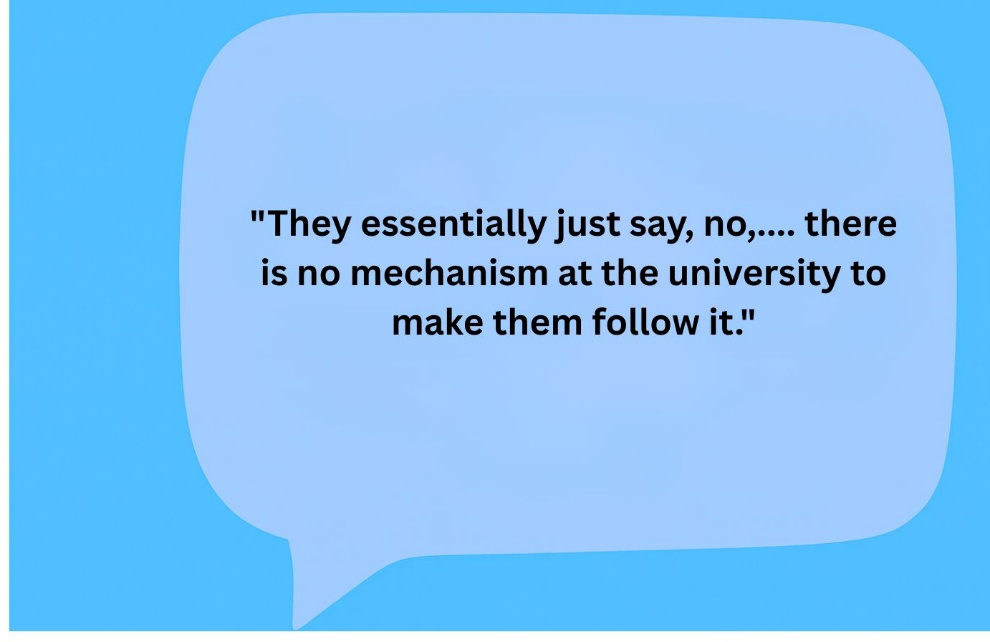 "They essentially just say, no,.... there
is no mechanism at the university to
make them follow it."